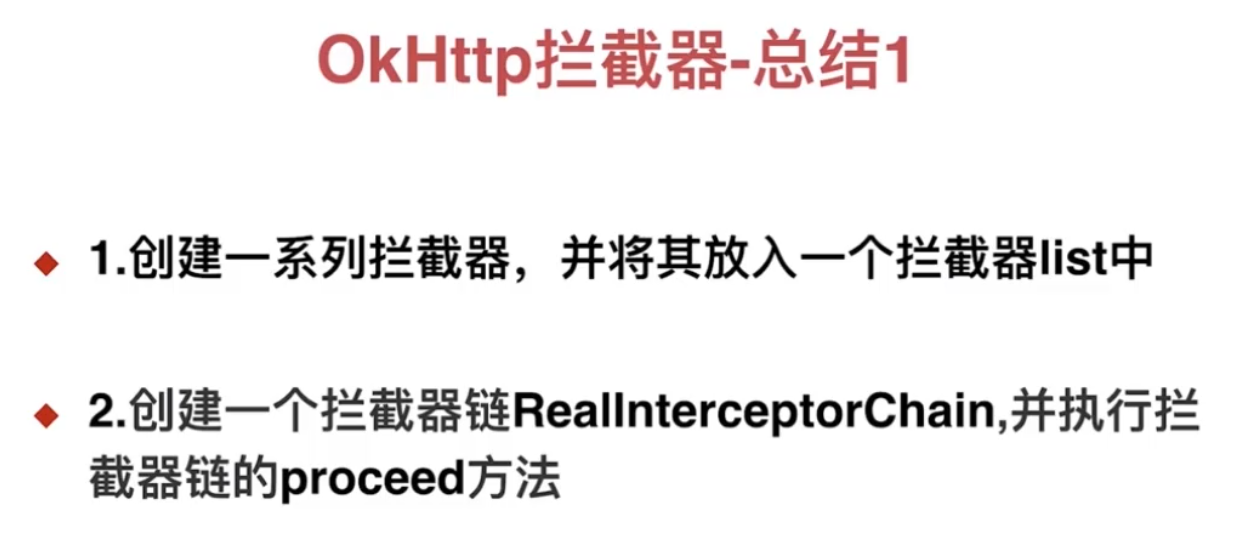 OkHttp拦截器-总结1
1.创建一系列拦截器，并将其放入一个拦截器list中
2.创建一个拦截器链RealInterceptorChain,并执行拦
截器链的proceed方法